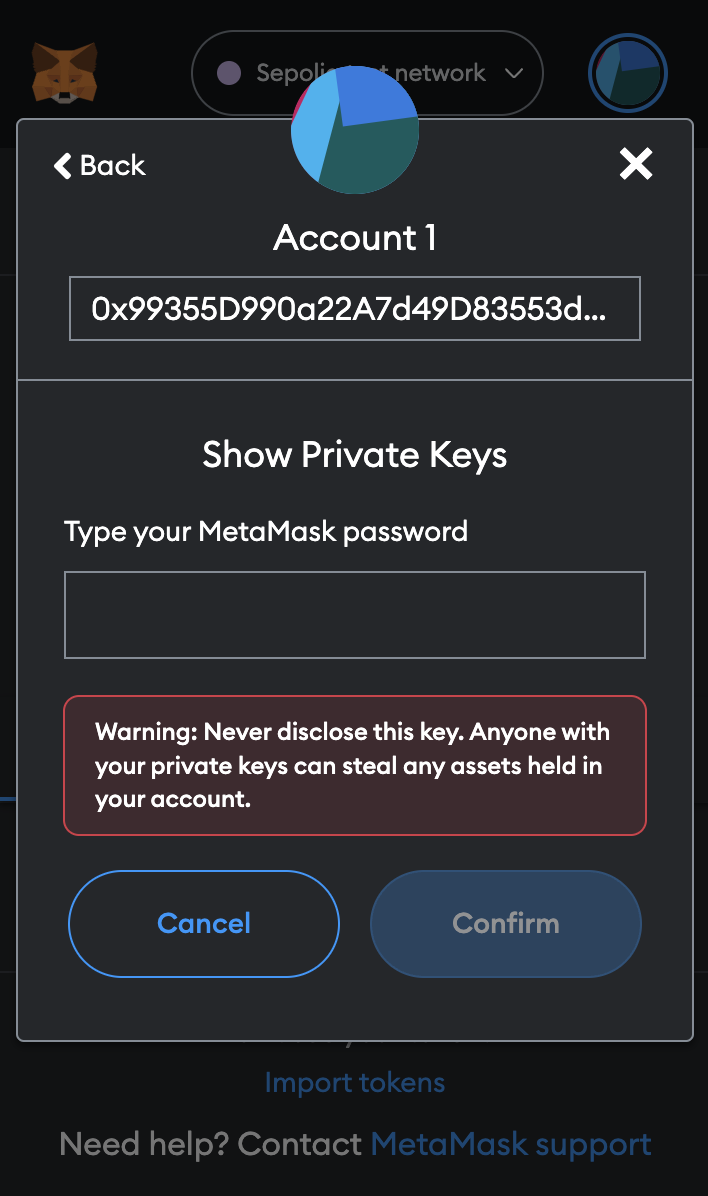 Sepolia test network
Back
Account 1
0x99355D990a22A7d49D83553d...
Show Private Keys
Type your MetaMask password
Warning: Never disclose this key. Anyone with
your private keys can steal any assets held in
your account.
Cancel
Confirm
Import tokens
Need help? Contact MetaMask support